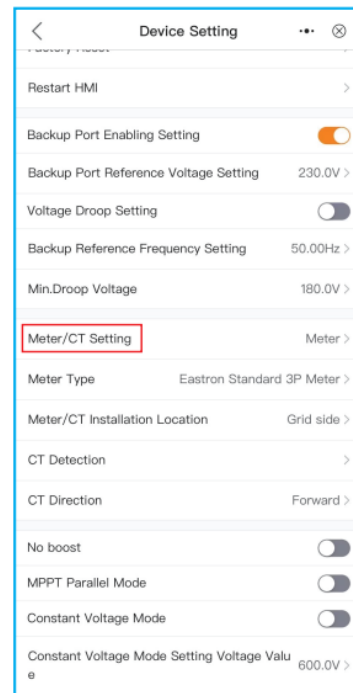 Device Setting
Factory Reset
Restart HMI
Backup Port Enabling Setting
Backup Port Reference Voltage Setting 230.0V
Voltage Droop Setting
Backup Reference Frequency Setting 50.00Hz
Min.Droop Voltage 180.0V
Meter/CT Setting Meter
Meter Type Eastron Standard 3P Meter
Meter/CT Installation Location Grid side
CT Detection
CT Direction Forward
No boost
MPPT Parallel Mode
Constant Voltage Mode
Constant Voltage Mode Setting Voltage Valu
e 600.0V